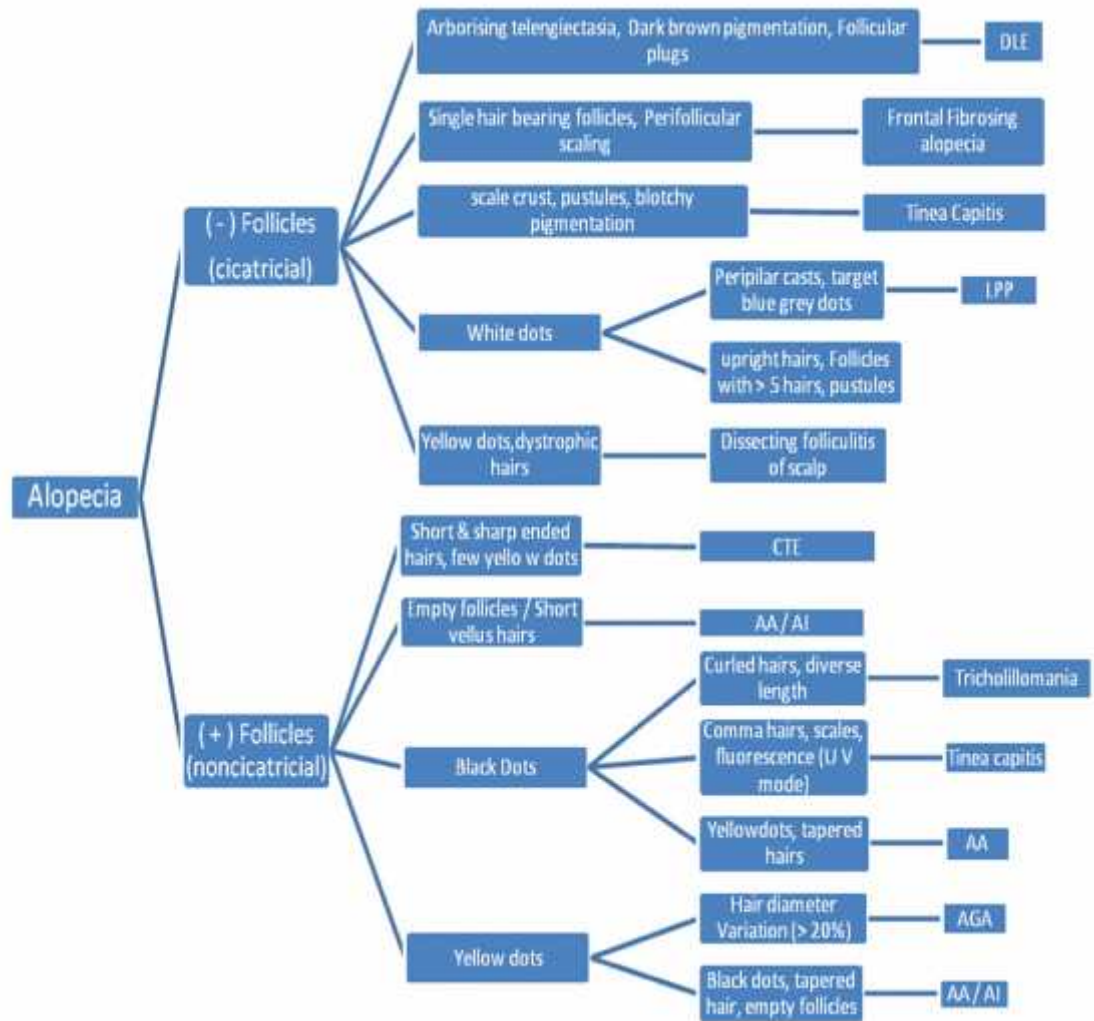 Arborising telengiectasia, Dark brown pigmentation, Follicular
plugs
DLE
Single hair bearing follicles, Perifollicular
scaling
Frontal Fibrosing
alopecia
scale crust, pustules, blotchy
pigmentation
Tinea Capitis
( - ) Follicles
(cicatricial)
White dots
Peripilar casts, target
blue grey dots
LPP
upright hairs, Follicles
with > 5 hairs, pustules
Yellow dots,dystrophic
hairs
Dissecting folliculitis
of scalp
Alopecia
( + ) Follicles
(noncicatricial)
Short & sharp ended
hairs, few yello w dots
CTE
Empty follicles / Short
vellus hairs
AA / AI
Black Dots
Curled hairs, diverse
length
Tricholillomania
Comma hairs, scales,
fluorescence (U V
mode)
Tinea capitis
Yellowdots, tapered
hairs
AA
Yellow dots
Hair diameter
Variation (> 20%)
AGA
Black dots, tapered
hair, empty follicles
AA / AI